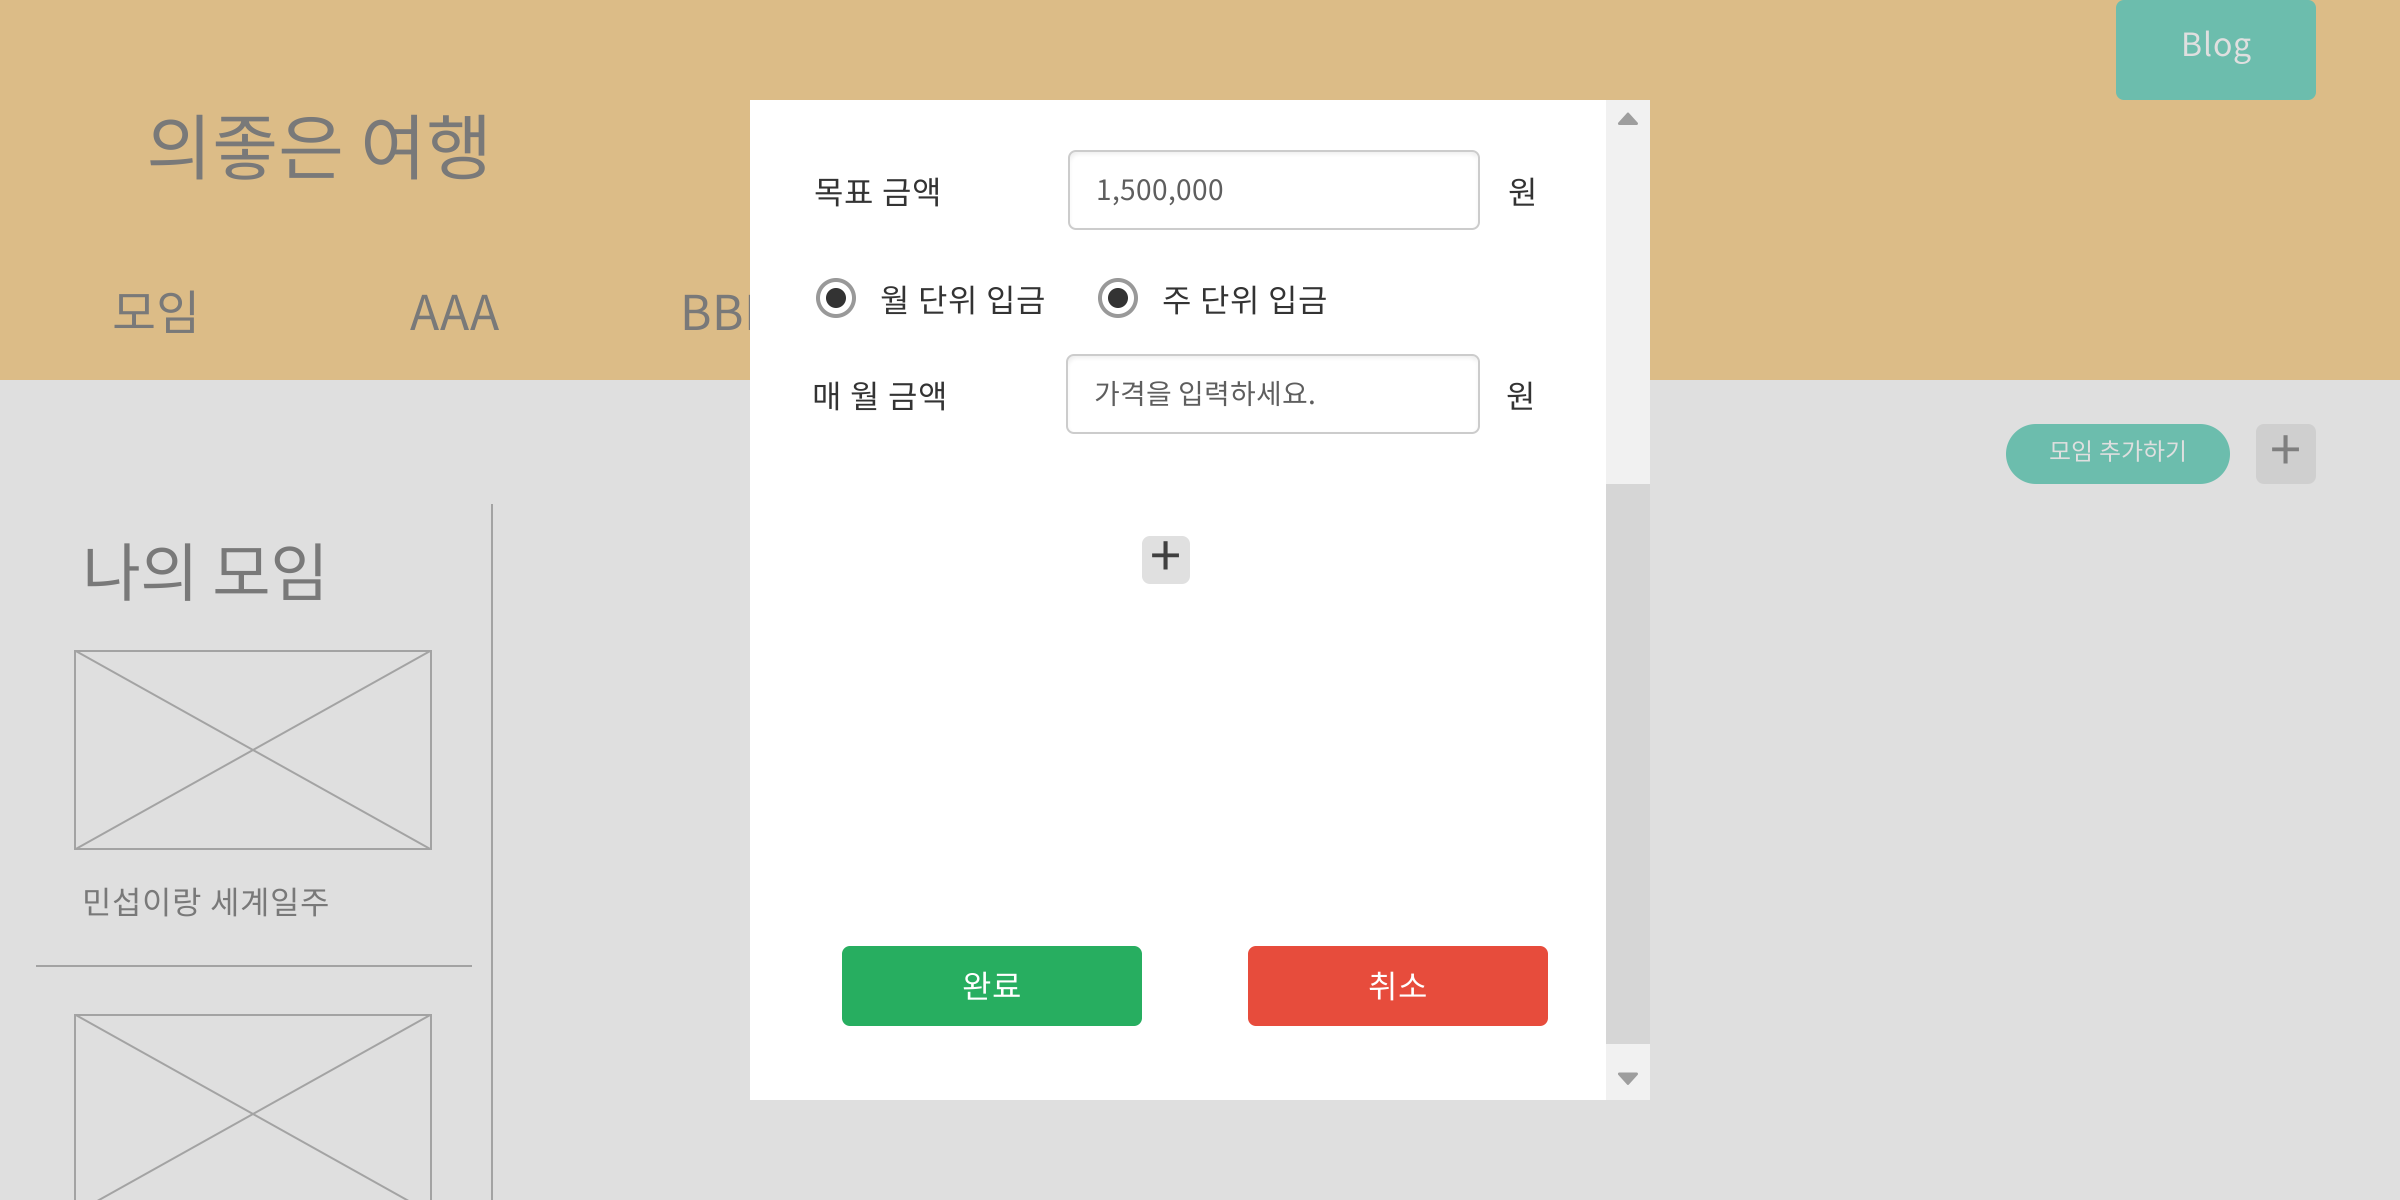 Blog
의좋은 여행
모임
AAA
목표 금액
1,500,000
원
월 단위 입금
주 단위 입금
매 월 금액
가격을 입력하세요.
원
+
완료
취소
모임 추가하기
+
나의 모임
민섭이랑 세계일주